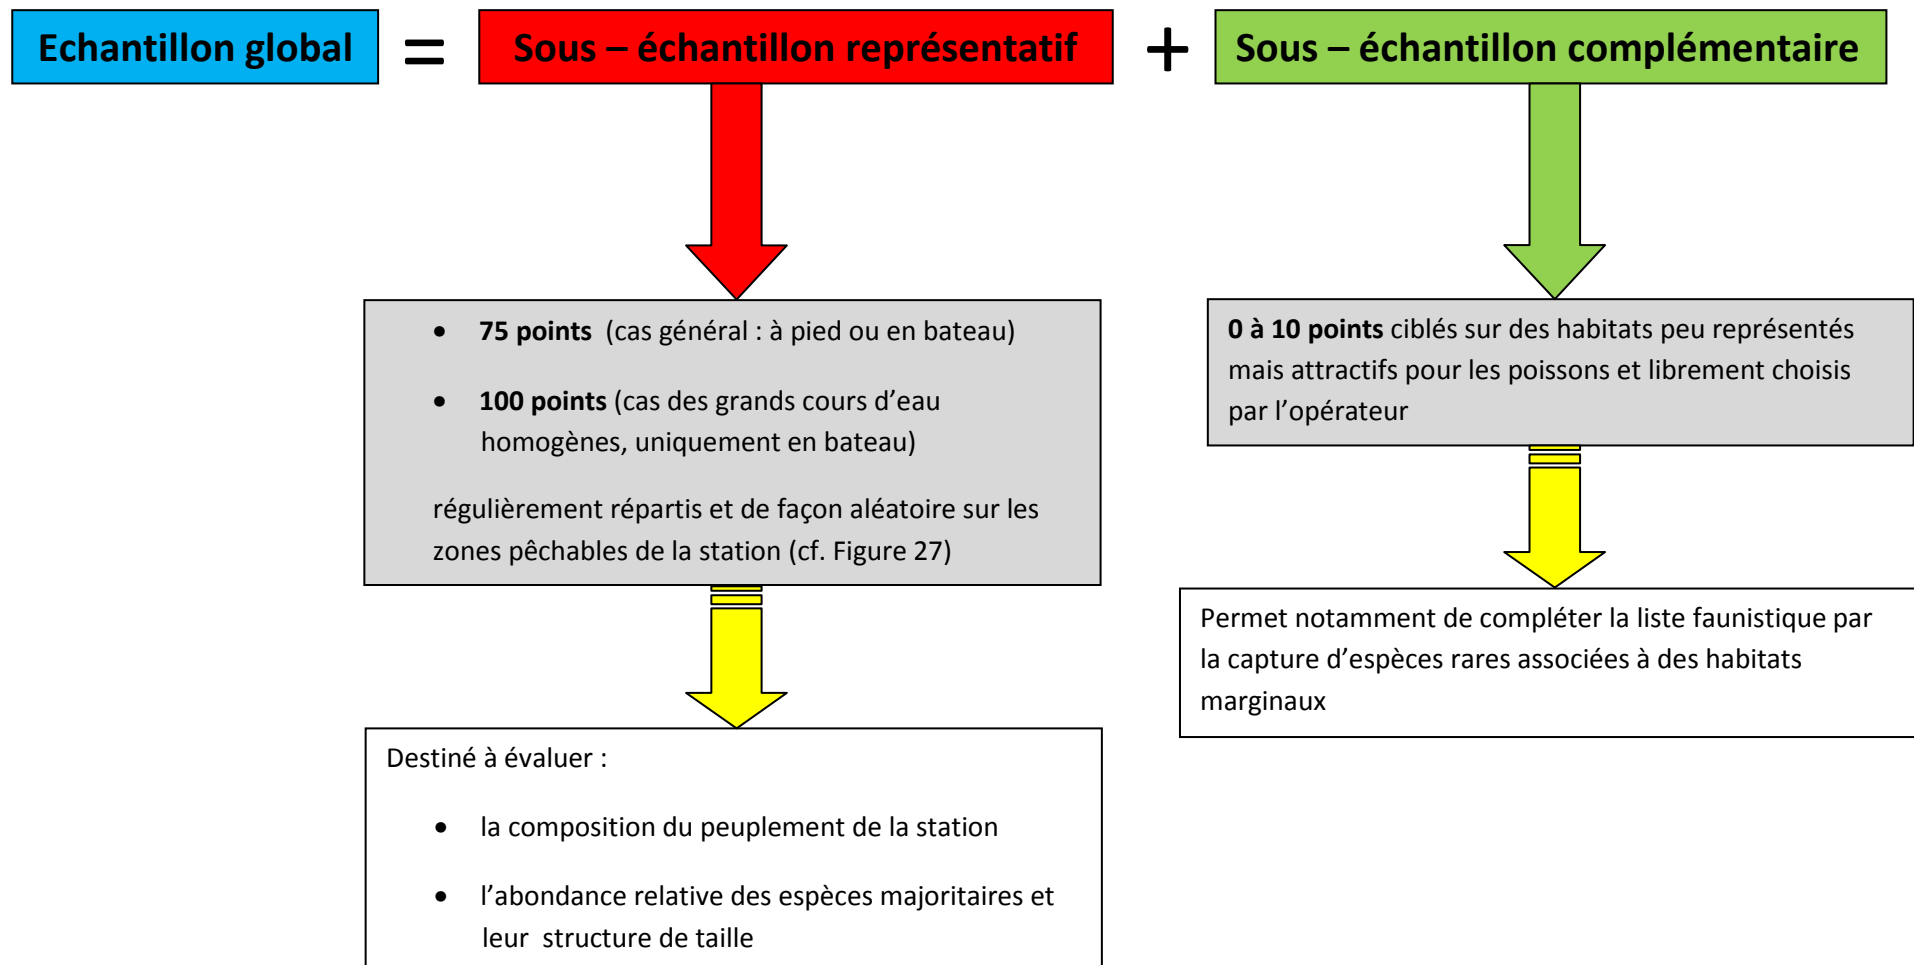 Echantillon global = Sous – échantillon représentatif + Sous – échantillon complémentaire
• 75 points (cas général : à pied ou en bateau)
• 100 points (cas des grands cours d’eau
homogènes, uniquement en bateau)
régulièrement répartis et de façon aléatoire sur les
zones pêchables de la station (cf. Figure 27)
0 à 10 points ciblés sur des habitats peu représentés
mais attractifs pour les poissons et librement choisis
par l’opérateur
Destiné à évaluer :
• la composition du peuplement de la station
• l’abondance relative des espèces majoritaires et
leur structure de taille
Permet notamment de compléter la liste faunistique par
la capture d’espèces rares associées à des habitats
marginaux